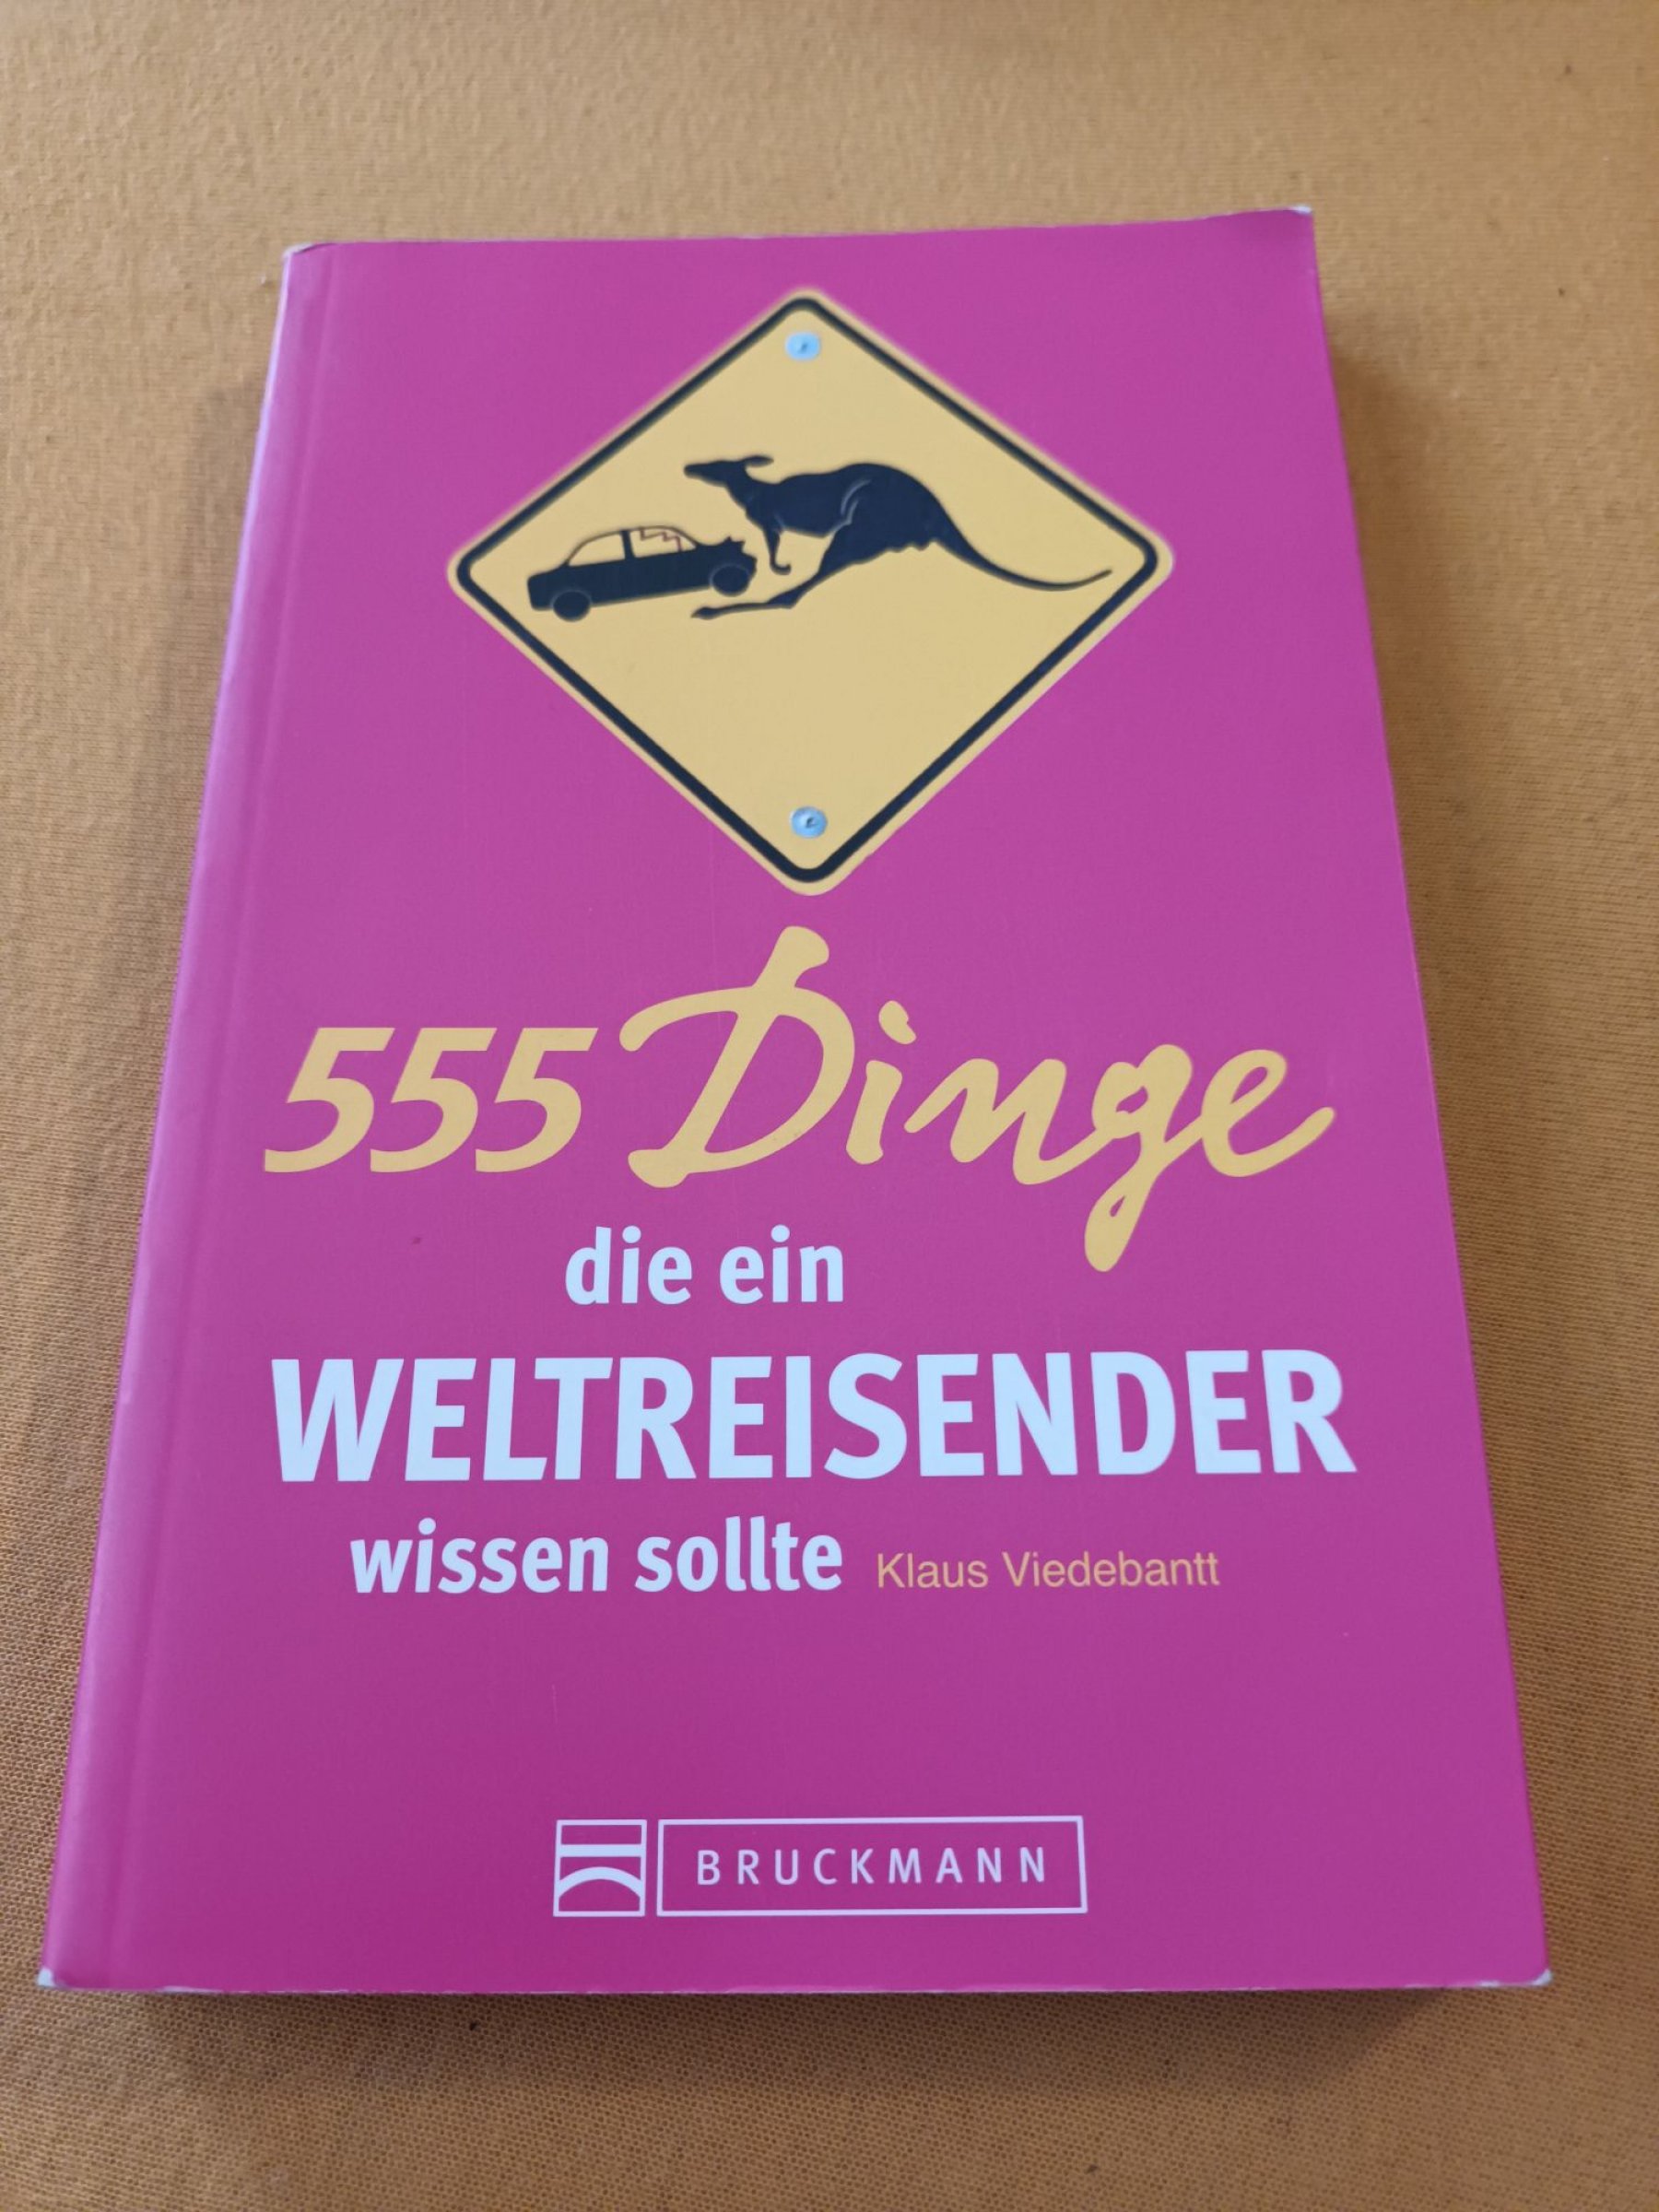 555 Dinge
die ein
WELTREISENDER
wissen sollte Klaus Viedebantt
BRUCKMANN